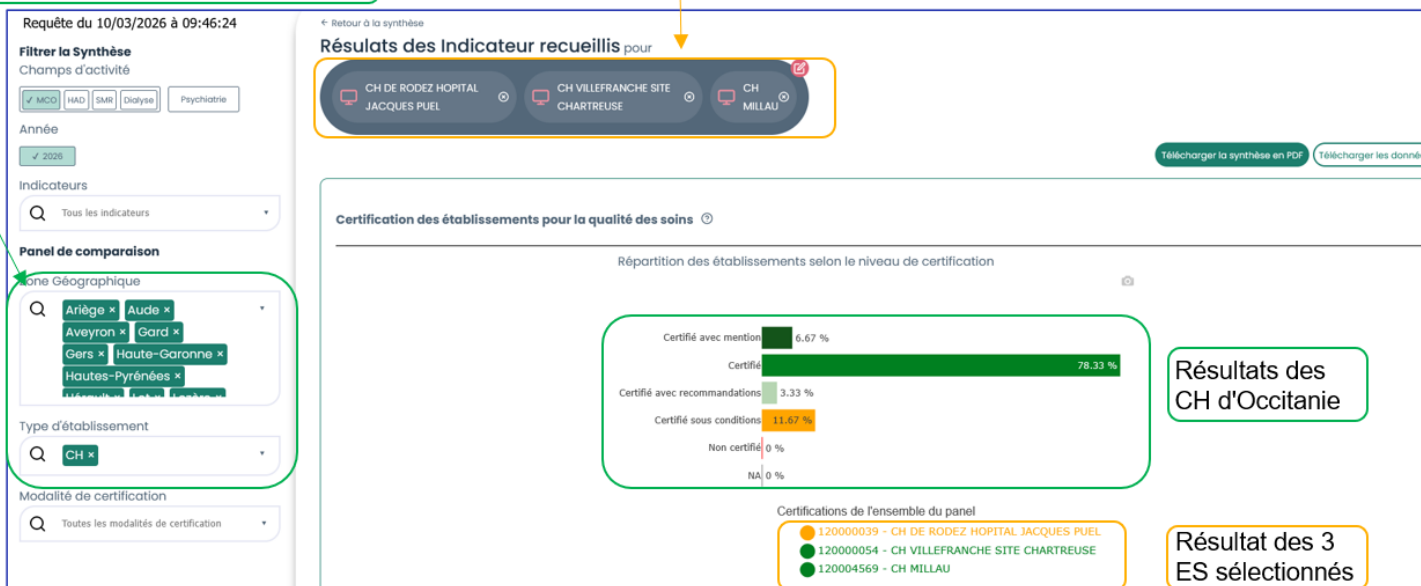 Requête du 10/03/2026 à 09:46:24
Filtrer la Synthèse
Champs d'activité
✓ MCO
HAD
SMR
Dialyse
Psychiatrie
Année
✓ 2026
Indicateurs
Tous les indicateurs
Panel de comparaison
Zone Géographique
Ariège × Aude ×
Aveyron × Gard ×
Gers × Haute-Garonne ×
Hautes-Pyrénées ×
Hérault × Lot × Lozère ×
Type d'établissement
CH ×
Modalité de certification
Toutes les modalités de certification
← Retour à la synthèse
Résulats des Indicateur recueillis pour
CH DE RODEZ HOPITAL
JACQUES PUEL
CH VILLEFRANCHE SITE
CHARTREUSE
CH
MILLAU
Télécharger la synthèse en PDF
Télécharger les donné
Certification des établissements pour la qualité des soins
Répartition des établissements selon le niveau de certification
Certifié avec mention 6.67 %
Certifié 78.33 %
Certifié avec recommandations 3.33 %
Certifié sous conditions 11.67 %
Non certifié 0 %
NA 0 %
Résultats des
CH d'Occitanie
Certifications de l'ensemble du panel
120000039 - CH DE RODEZ HOPITAL JACQUES PUEL
120000054 - CH VILLEFRANCHE SITE CHARTREUSE
120004569 - CH MILLAU
Résultat des 3
ES sélectionnés